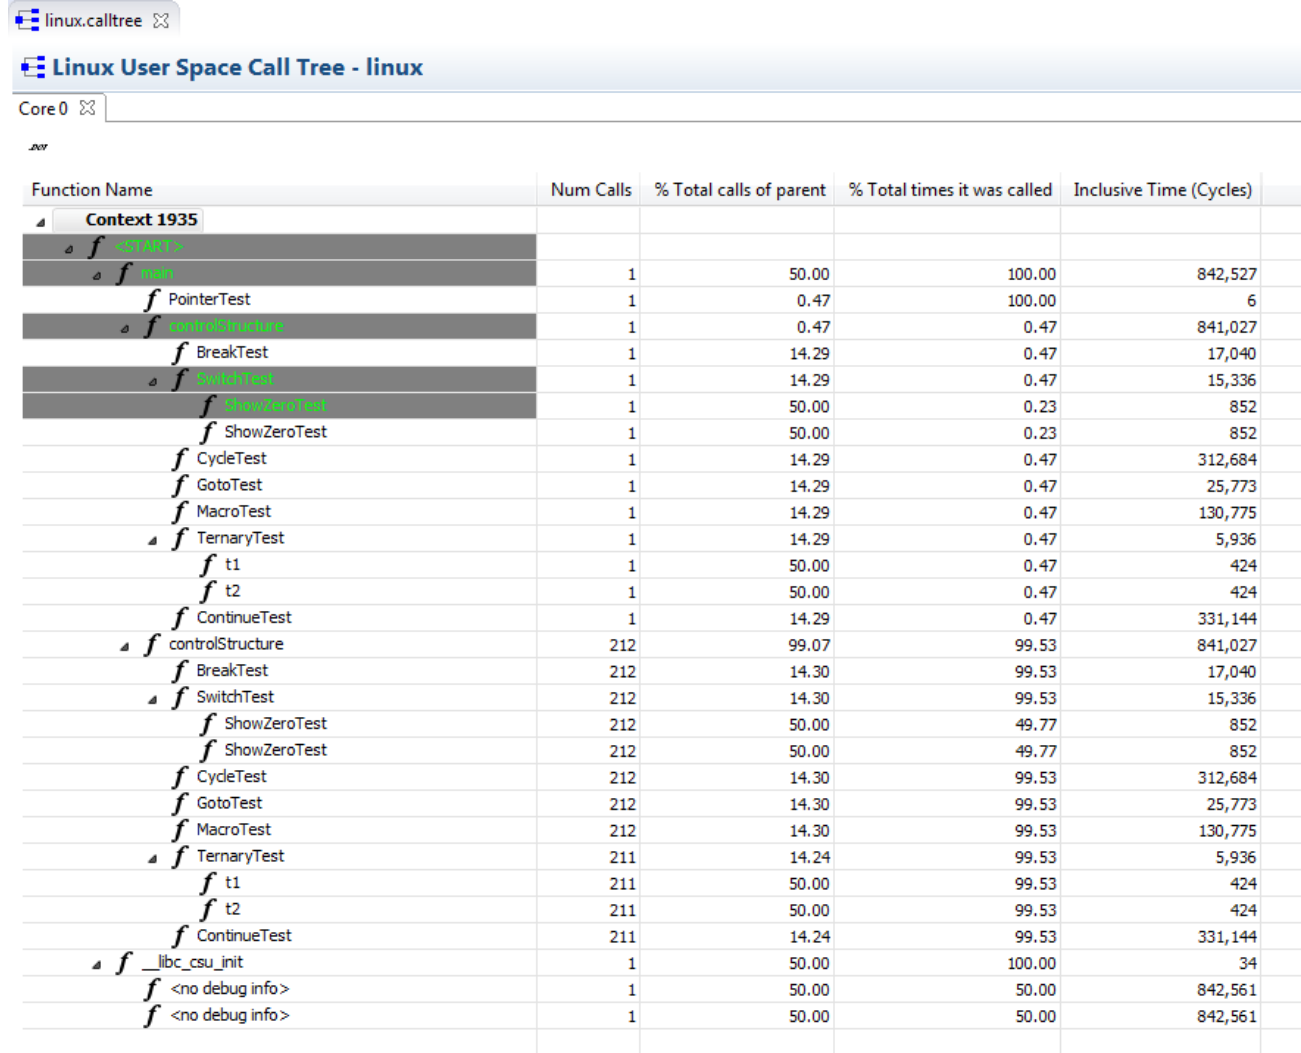 linux.calltree
Linux User Space Call Tree - linux
Core 0
.DOT
Function Name Num Calls % Total calls of parent % Total times it was called Inclusive Time (Cycles)
Context 1935
f <START>
f main 1 50.00 100.00 842,527
f PointerTest 1 0.47 100.00 6
f controlStructure 1 0.47 0.47 841,027
f BreakTest 1 14.29 0.47 17,040
f SwitchTest 1 14.29 0.47 15,336
f ShowZeroTest 1 50.00 0.23 852
f ShowZeroTest 1 50.00 0.23 852
f CycleTest 1 14.29 0.47 312,684
f GotoTest 1 14.29 0.47 25,773
f MacroTest 1 14.29 0.47 130,775
f TernaryTest 1 14.29 0.47 5,936
f t1 1 50.00 0.47 424
f t2 1 50.00 0.47 424
f ContinueTest 1 14.29 0.47 331,144
f controlStructure 212 99.07 99.53 841,027
f BreakTest 212 14.30 99.53 17,040
f SwitchTest 212 14.30 99.53 15,336
f ShowZeroTest 212 50.00 49.77 852
f ShowZeroTest 212 50.00 49.77 852
f CycleTest 212 14.30 99.53 312,684
f GotoTest 212 14.30 99.53 25,773
f MacroTest 212 14.30 99.53 130,775
f TernaryTest 211 14.24 99.53 5,936
f t1 211 50.00 99.53 424
f t2 211 50.00 99.53 424
f ContinueTest 211 14.24 99.53 331,144
f __libc_csu_init 1 50.00 100.00 34
f <no debug info> 1 50.00 50.00 842,561
f <no debug info> 1 50.00 50.00 842,561